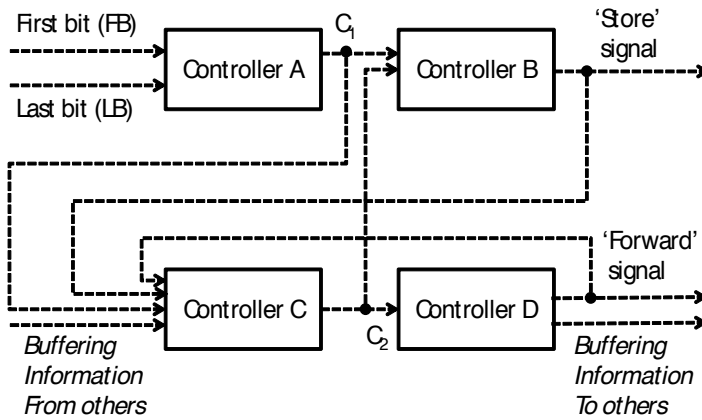 First bit (FB)
Last bit (LB)
Controller A
C1
Controller B
'Store'
signal
Controller C
C2
Controller D
'Forward'
signal
Buffering
Information
From others
Buffering
Information
To others